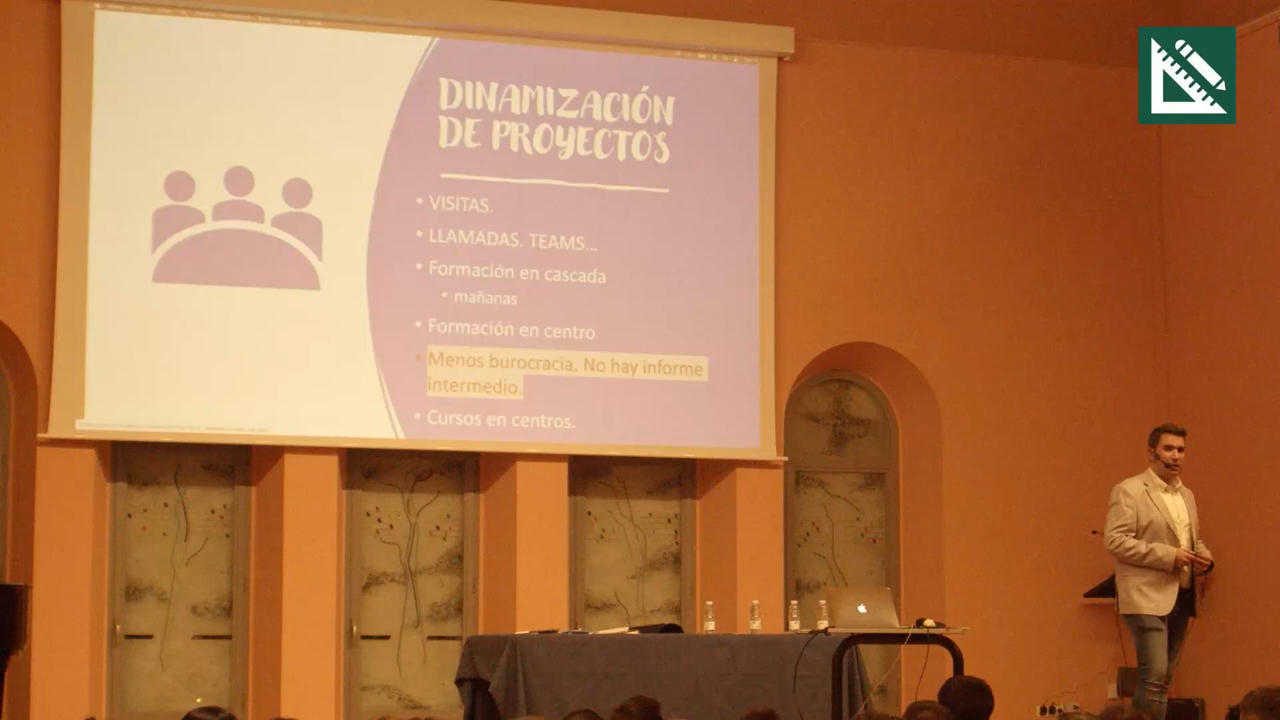 DINAMIZACIÓN
DE PROYECTOS
• VISITAS.
• LLAMADAS. TEAMS...
• Formación en cascada
• mañanas
• Formación en centro
• Menos burocracia. No hay informe
intermedio.
• Cursos en centros.